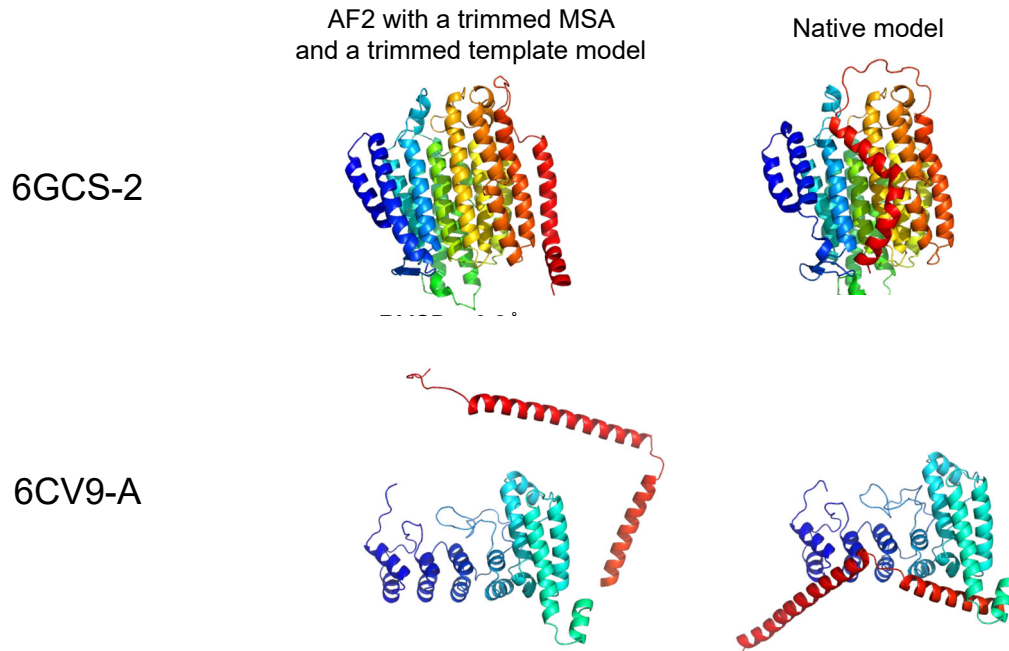 AF2 with a trimmed MSA
and a trimmed template model
Native model
6GCS-2
6CV9-A